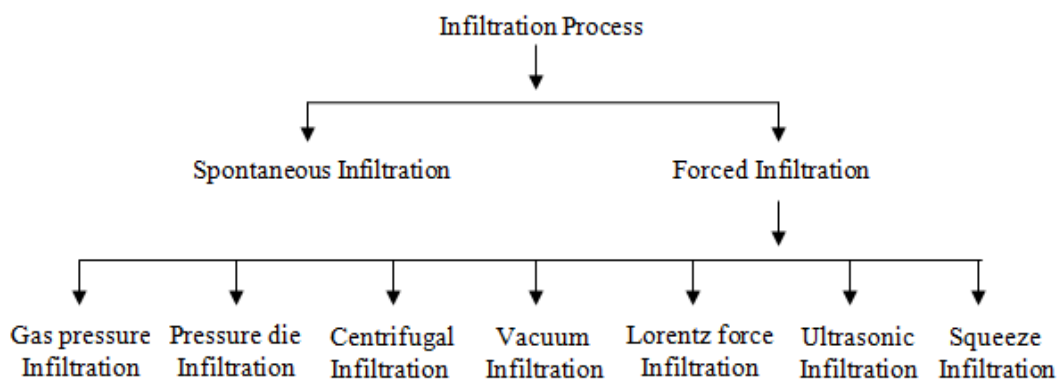 Infiltration Process
Spontaneous Infiltration
Forced Infiltration
Gas pressure
Infiltration
Pressure die
Infiltration
Centrifugal
Infiltration
Vacuum
Infiltration
Lorentz force
Infiltration
Ultrasonic
Infiltration
Squeeze
Infiltration